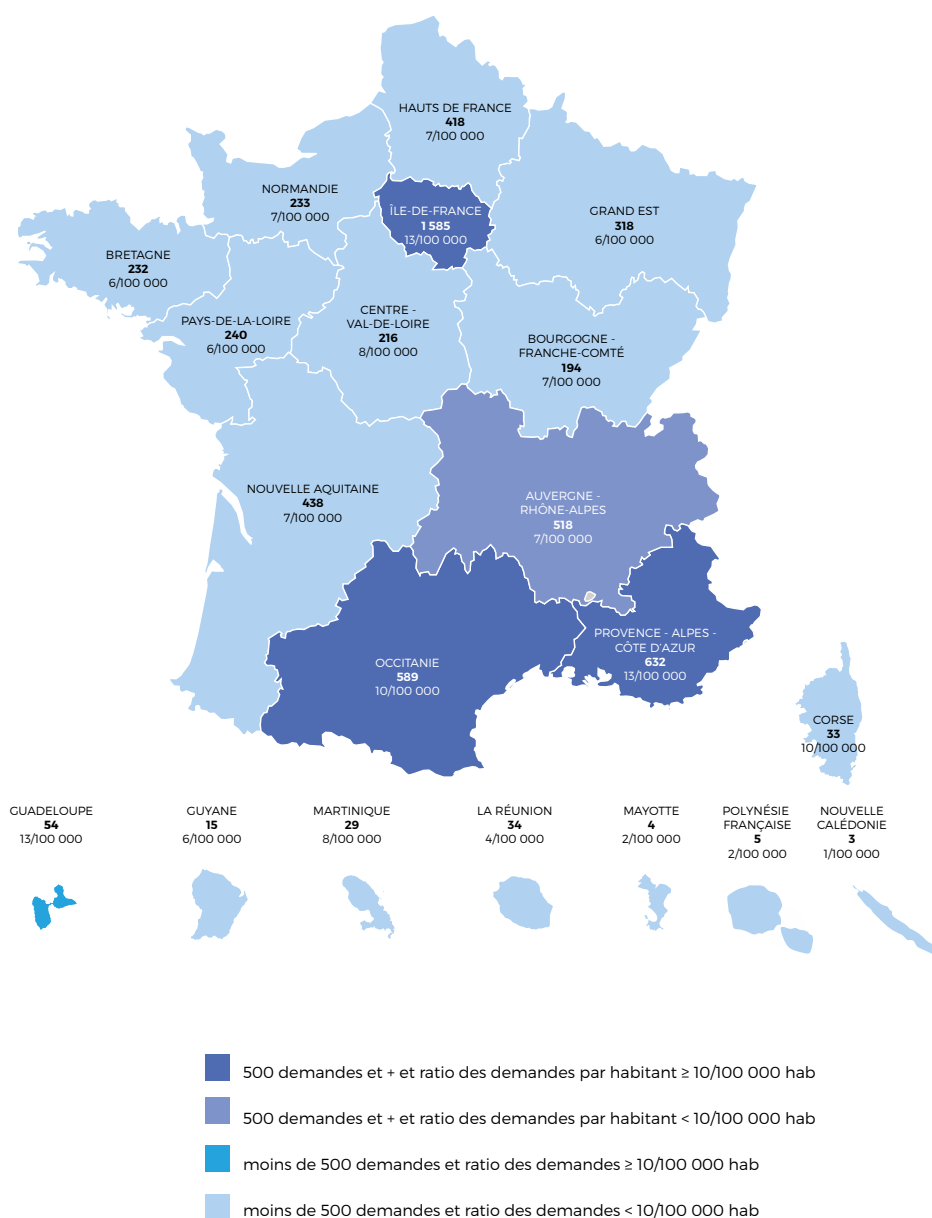 HAUTS DE FRANCE
418
7/100 000
NORMANDIE
233
7/100 000
ÎLE-DE-FRANCE
1 585
13/100 000
GRAND EST
318
6/100 000
BRETAGNE
232
6/100 000
PAYS-DE-LA-LOIRE
240
6/100 000
CENTRE -
VAL-DE-LOIRE
216
8/100 000
BOURGOGNE -
FRANCHE-COMTÉ
194
7/100 000
NOUVELLE AQUITAINE
438
7/100 000
AUVERGNE -
RHÔNE-ALPES
518
7/100 000
OCCITANIE
589
10/100 000
PROVENCE - ALPES -
CÔTE D'AZUR
632
13/100 000
CORSE
33
10/100 000
GUADELOUPE
54
13/100 000
GUYANE
15
6/100 000
MARTINIQUE
29
8/100 000
LA RÉUNION
34
4/100 000
MAYOTTE
4
2/100 000
POLYNÉSIE
FRANÇAISE
5
2/100 000
NOUVELLE
CALÉDONIE
3
1/100 000
500 demandes et + et ratio des demandes par habitant ≥ 10/100 000 hab
500 demandes et + et ratio des demandes par habitant < 10/100 000 hab
moins de 500 demandes et ratio des demandes ≥ 10/100 000 hab
moins de 500 demandes et ratio des demandes < 10/100 000 hab